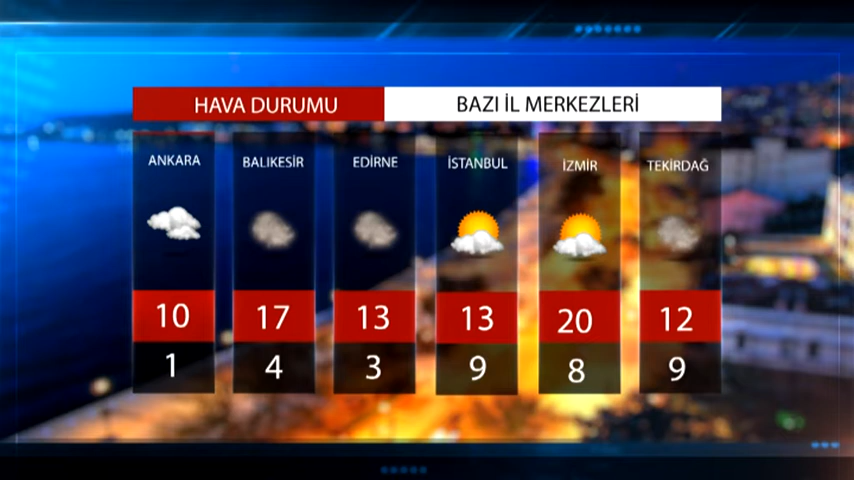 HAVA DURUMU BAZI İL MERKEZLERİ
ANKARA BALIKESİR EDİRNE İSTANBUL İZMİR TEKİRDAĞ
10 17 13 13 20 12
1 4 3 9 8 9